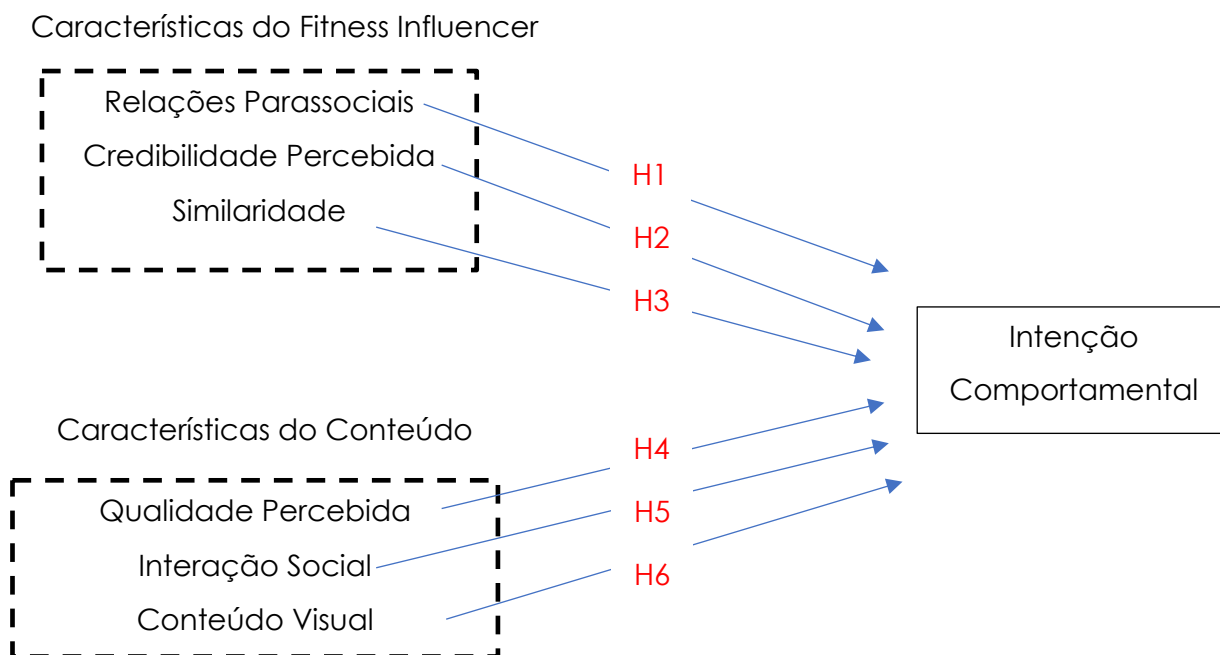 Características do Fitness Influencer
Relações Parassociais
Credibilidade Percebida
Similaridade
H1
H2
H3
Intenção
Comportamental
Características do Conteúdo
Qualidade Percebida
Interação Social
Conteúdo Visual
H4
H5
H6